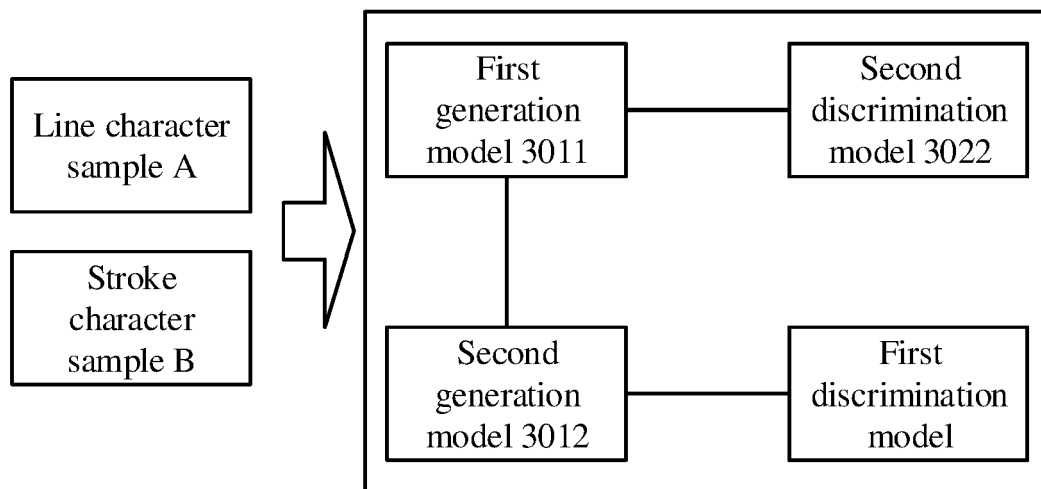 Line character
sample A
Stroke
character
sample B
First
generation
model 3011
Second
discrimination
model 3022
Second
generation
model 3012
First
discrimination
model